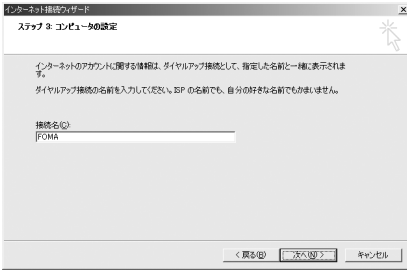 インターネット接続ウィザード
ステップ 3: コンピュータの設定
インターネットのアカウントに関する情報は、ダイヤルアップ接続として、指定した名前と一緒に表示されま
す。
ダイヤルアップ接続の名前を入力してください。ISP の名前でも、自分の好きな名前でもかまいません。
接続名(C):
FOMA
< 戻る(B)
次へ(N) >
キャンセル